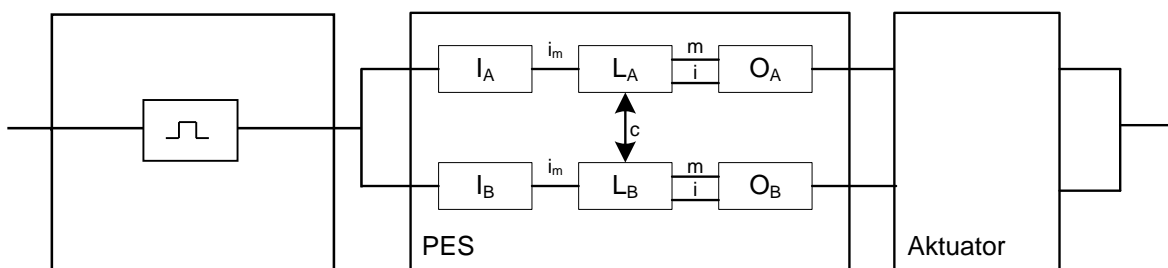 I_A i_m L_A m i O_A
c
I_B i_m L_B m i O_B
PES
Aktuator